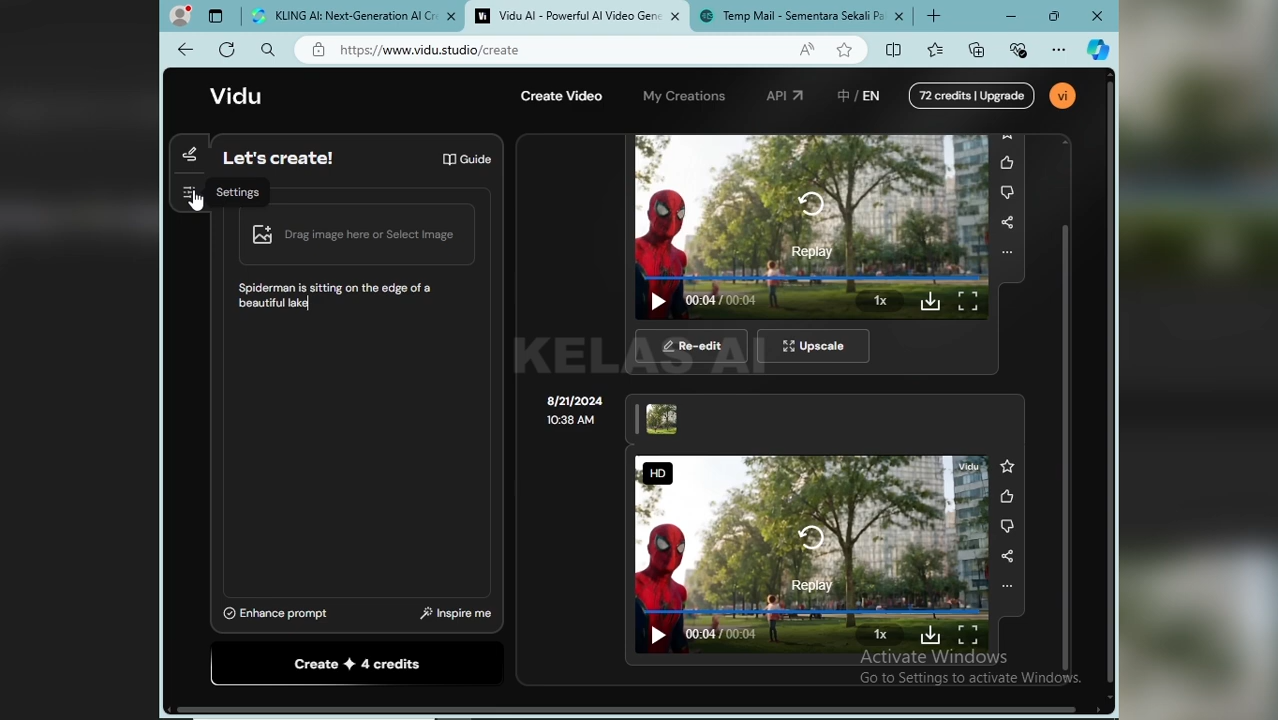 KLING AI: Next-Generation AI Cr
Vidu AI - Powerful AI Video Gene
Temp Mail - Sementara Sekali Pa
https://www.vidu.studio/create
Vidu
Create Video
My Creations
API
中 / EN
72 credits | Upgrade
vi
Let's create!
Guide
Settings
Drag image here or Select Image
Spiderman is sitting on the edge of a
beautiful lake
Enhance prompt
Inspire me
Create 4 credits
Replay
00:04 / 00:04
1x
Re-edit
Upscale
KELAS AI
8/21/2024
10:38 AM
HD
Vidu
Replay
00:04 / 00:04
1x
Activate Windows
Go to Settings to activate Windows.